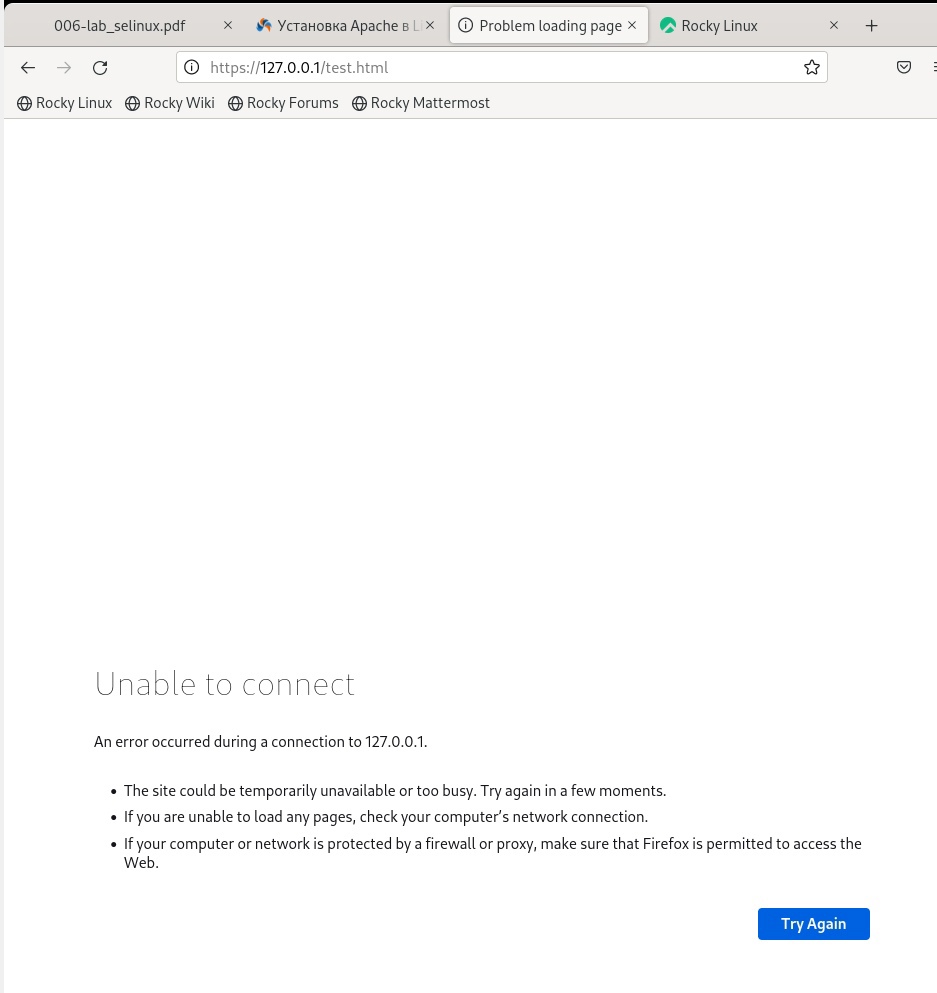 006-lab_selinux.pdf
Установка Apache в Li
Problem loading page
Rocky Linux
https://127.0.0.1/test.html
Rocky Linux
Rocky Wiki
Rocky Forums
Rocky Mattermost
Unable to connect
An error occurred during a connection to 127.0.0.1.
• The site could be temporarily unavailable or too busy. Try again in a few moments.
• If you are unable to load any pages, check your computer’s network connection.
• If your computer or network is protected by a firewall or proxy, make sure that Firefox is permitted to access the
Web.
Try Again